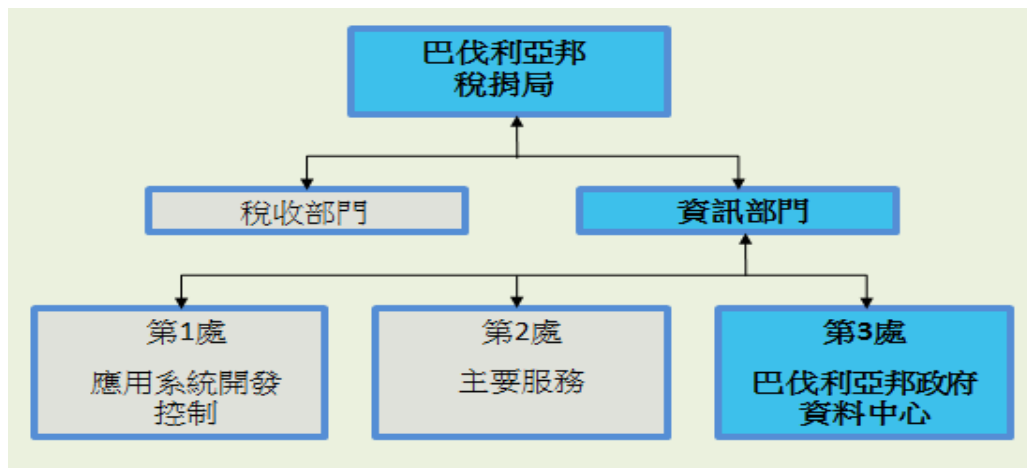 巴伐利亞邦
稅捐局
稅收部門
資訊部門
第1處
應用系統開發
控制
第2處
主要服務
第3處
巴伐利亞邦政府
資料中心